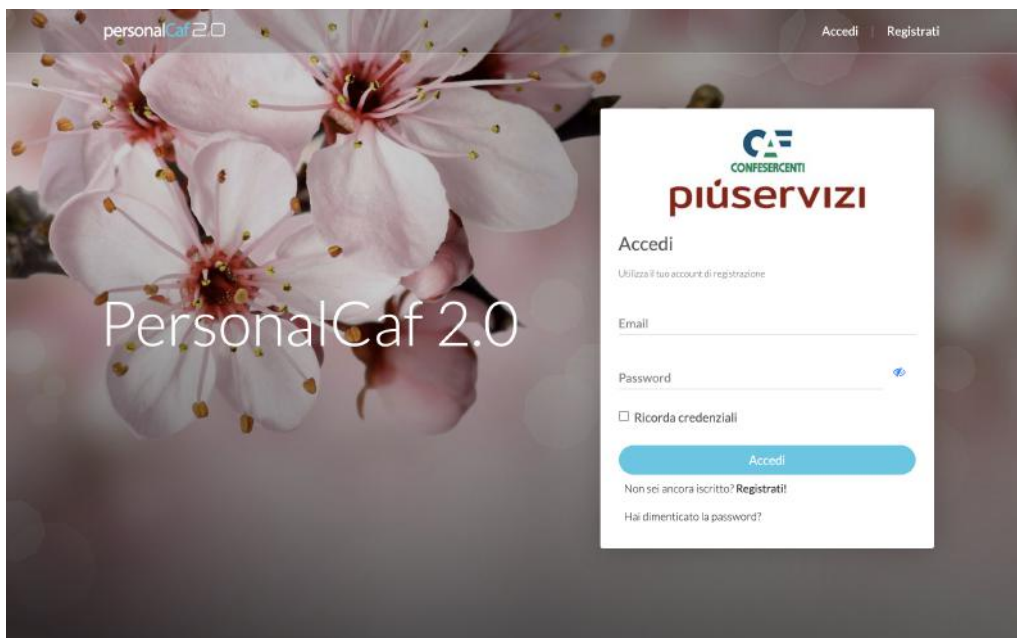 personalCaf 2.0
Accedi | Registrati
CAF
CONFESERCENTI
piúservizi
Accedi
Utilizza il tuo account di registrazione
PersonalCaf 2.0
Email
Password
Ricorda credenziali
Accedi
Non sei ancora iscritto? Registrati!
Hai dimenticato la password?